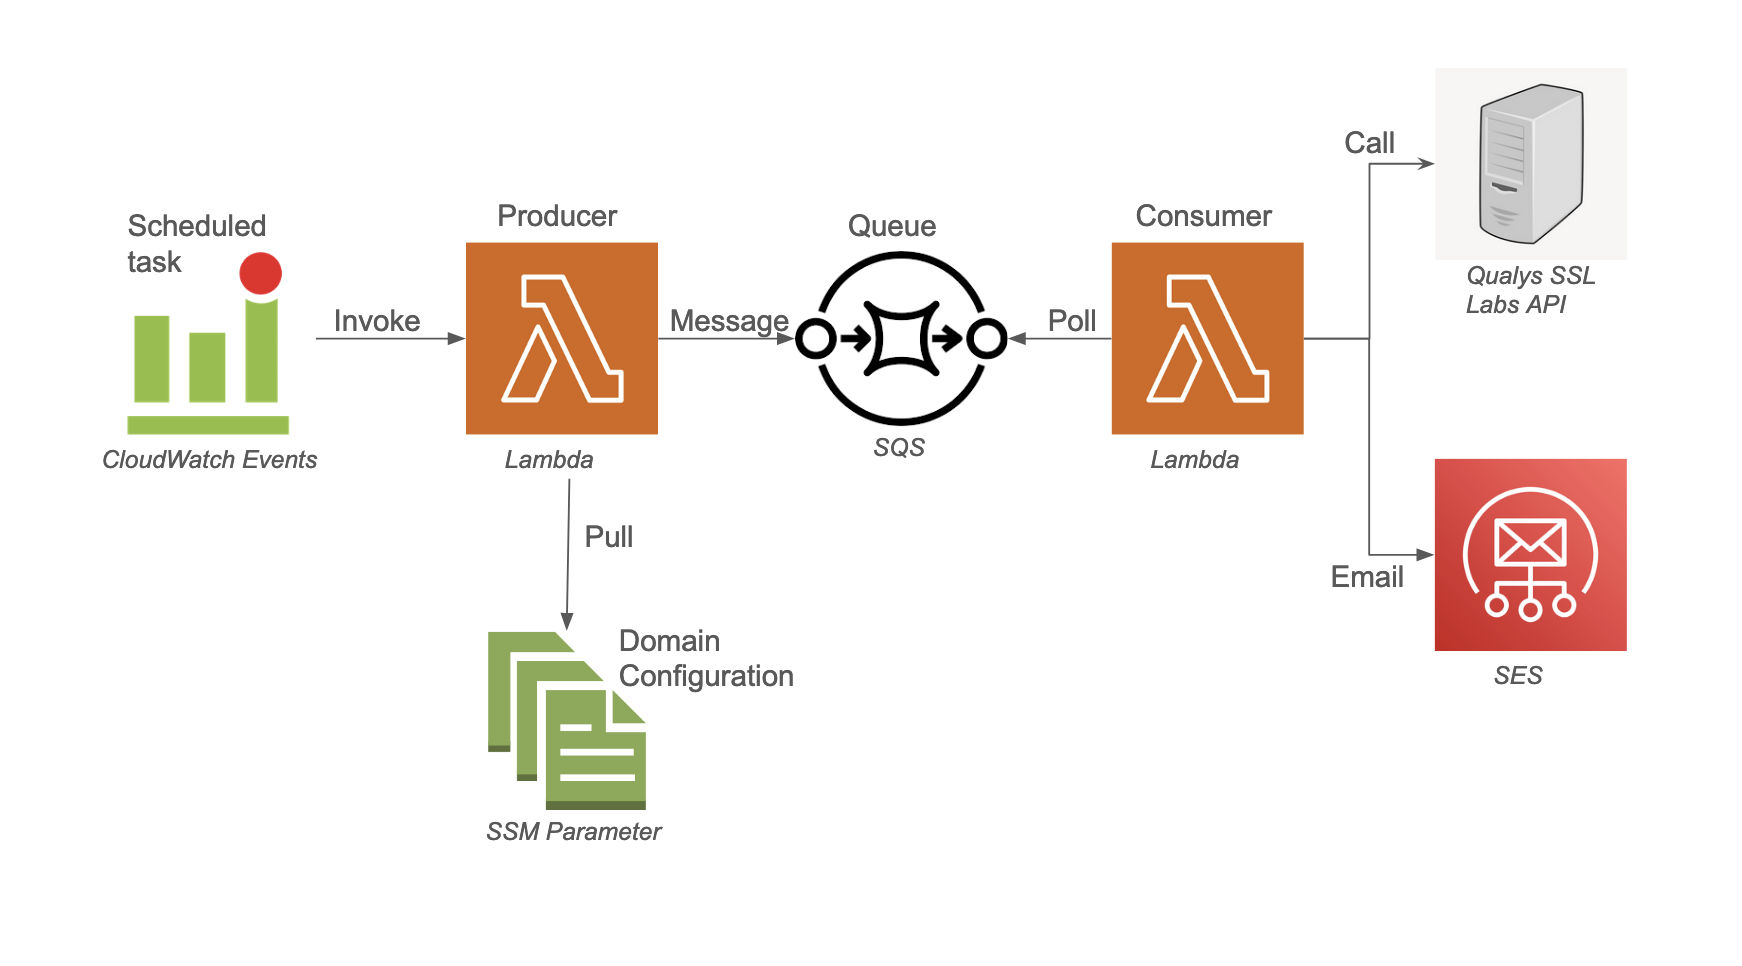 Scheduled
task
CloudWatch Events
Invoke
Producer
Lambda
Message
Queue
SQS
Poll
Consumer
Lambda
Call
Qualys SSL
Labs API
Email
SES
Pull
Domain
Configuration
SSM Parameter